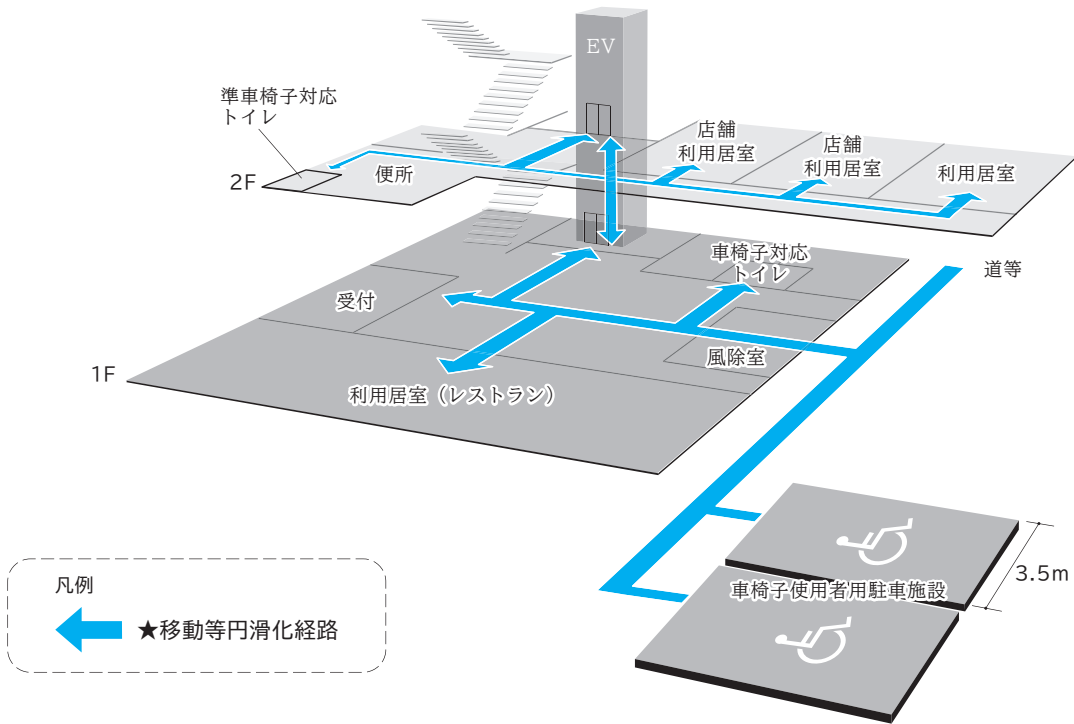 EV
準車椅子対応
トイレ
店舗
利用居室
店舗
利用居室
利用居室
便所
2F
車椅子対応
トイレ
道等
受付
風除室
1F
利用居室（レストラン）
3.5m
車椅子使用者用駐車施設
凡例
★移動等円滑化経路